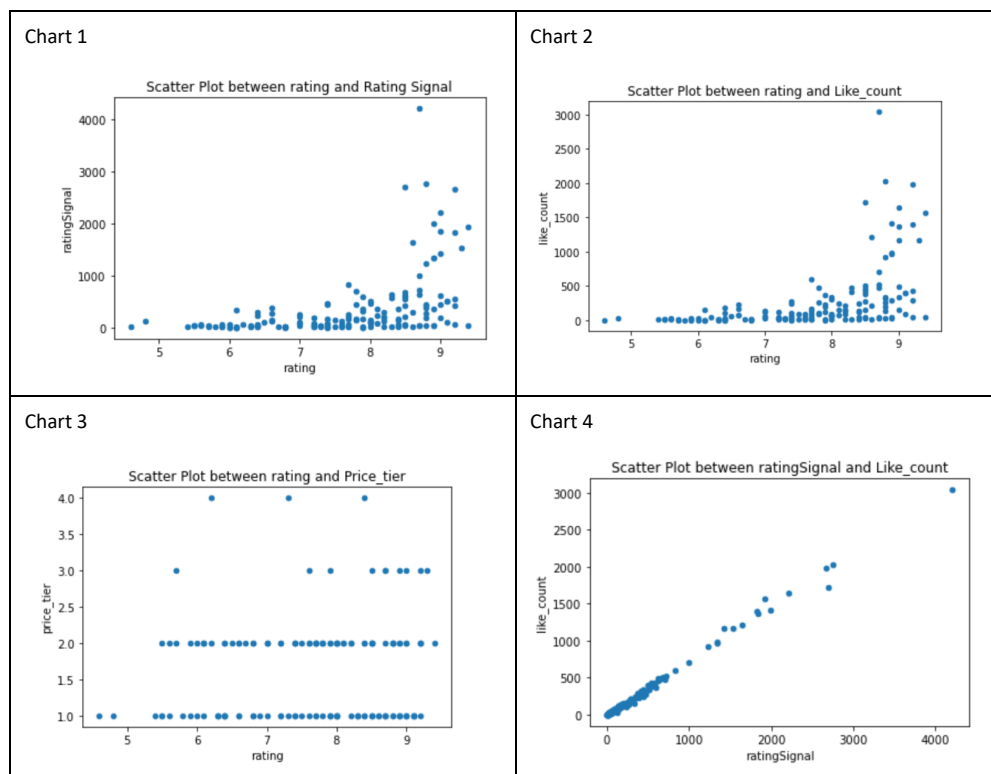 Chart 1
Scatter Plot between rating and Rating Signal
4000
3000
2000
1000
0
ratingSignal
5 6 7 8 9
rating
Chart 2
Scatter Plot between rating and Like_count
3000
2500
2000
1500
1000
500
0
like_count
5 6 7 8 9
rating
Chart 3
Scatter Plot between rating and Price_tier
4.0
3.5
3.0
2.5
2.0
1.5
1.0
price_tier
5 6 7 8 9
rating
Chart 4
Scatter Plot between ratingSignal and Like_count
3000
2500
2000
1500
1000
500
0
like_count
0 1000 2000 3000 4000
ratingSignal